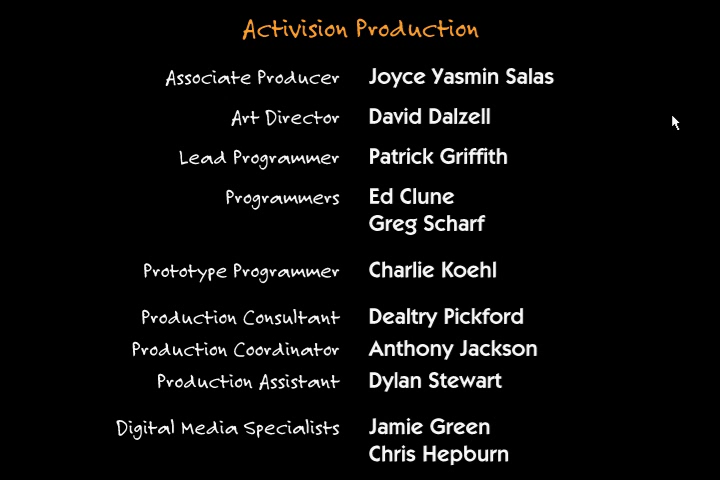 Activision Production
Associate Producer Joyce Yasmin Salas
Art Director David Dalzell
Lead Programmer Patrick Griffith
Programmers Ed Clune
Greg Scharf
Prototype Programmer Charlie Koehl
Production Consultant Dealtry Pickford
Production Coordinator Anthony Jackson
Production Assistant Dylan Stewart
Digital Media Specialists Jamie Green
Chris Hepburn